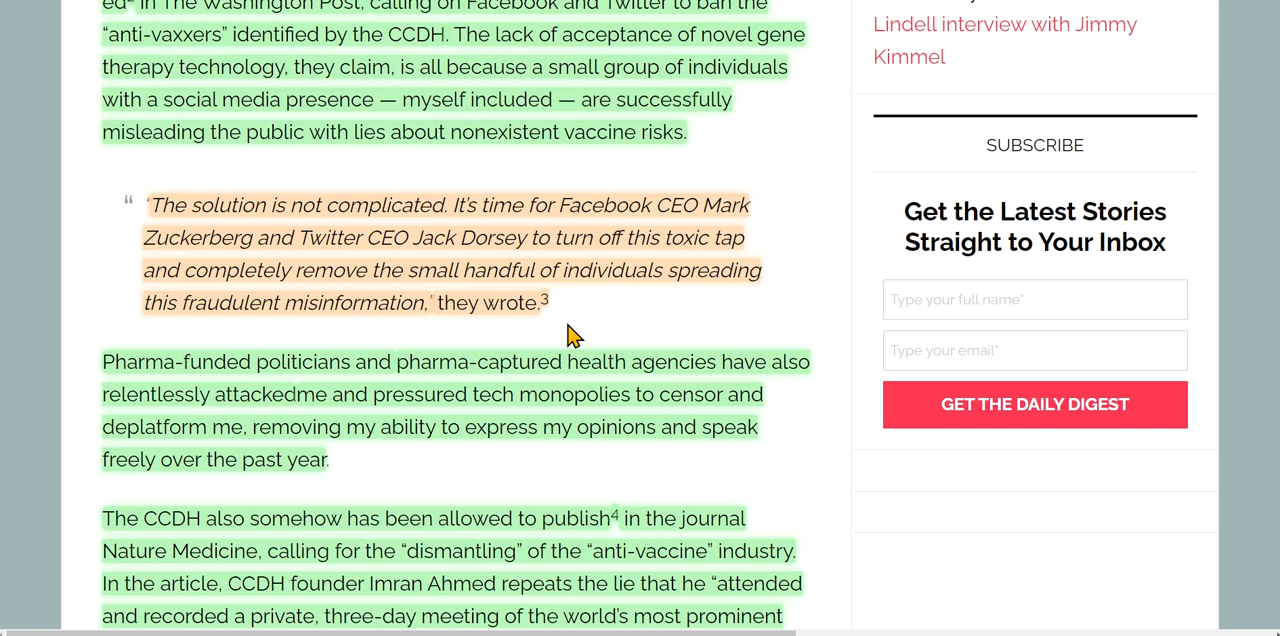 ed² in The Washington Post, calling on Facebook and Twitter to ban the
“anti-vaxxers” identified by the CCDH. The lack of acceptance of novel gene
therapy technology, they claim, is all because a small group of individuals
with a social media presence — myself included — are successfully
misleading the public with lies about nonexistent vaccine risks.
“ ‘The solution is not complicated. It’s time for Facebook CEO Mark
Zuckerberg and Twitter CEO Jack Dorsey to turn off this toxic tap
and completely remove the small handful of individuals spreading
this fraudulent misinformation,’ they wrote.³
Pharma-funded politicians and pharma-captured health agencies have also
relentlessly attackedme and pressured tech monopolies to censor and
deplatform me, removing my ability to express my opinions and speak
freely over the past year.
The CCDH also somehow has been allowed to publish⁴ in the journal
Nature Medicine, calling for the “dismantling” of the “anti-vaccine” industry.
In the article, CCDH founder Imran Ahmed repeats the lie that he “attended
and recorded a private, three-day meeting of the world’s most prominent
Lindell interview with Jimmy
Kimmel
SUBSCRIBE
Get the Latest Stories
Straight to Your Inbox
Type your full name*
Type your email*
GET THE DAILY DIGEST